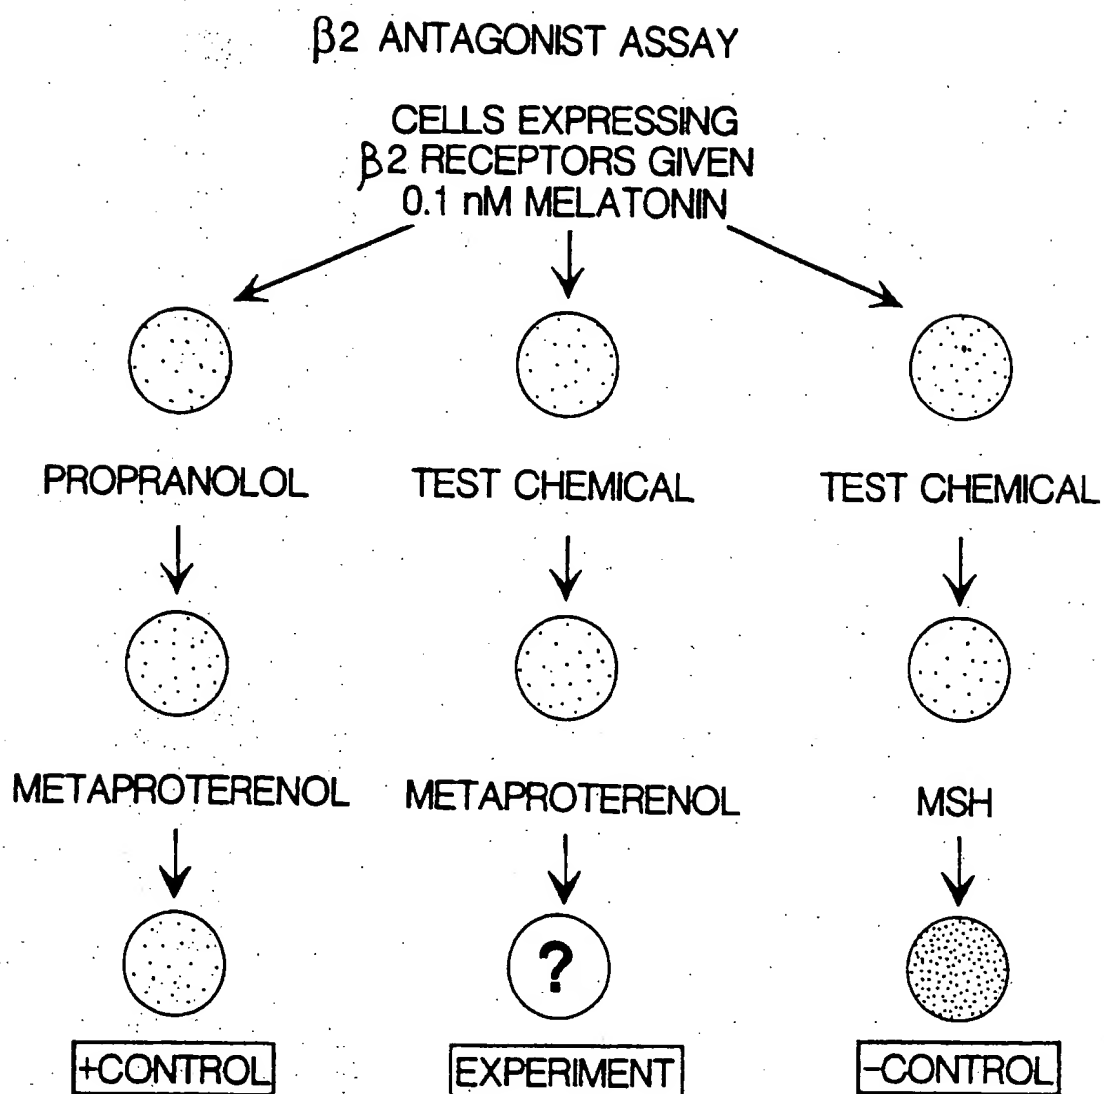 β2 ANTAGONIST ASSAY
CELLS EXPRESSING
β2 RECEPTORS GIVEN
0.1 nM MELATONIN
PROPRANOLOL
TEST CHEMICAL
TEST CHEMICAL
METAPROTERENOL
METAPROTERENOL
MSH
?
+CONTROL
EXPERIMENT
-CONTROL